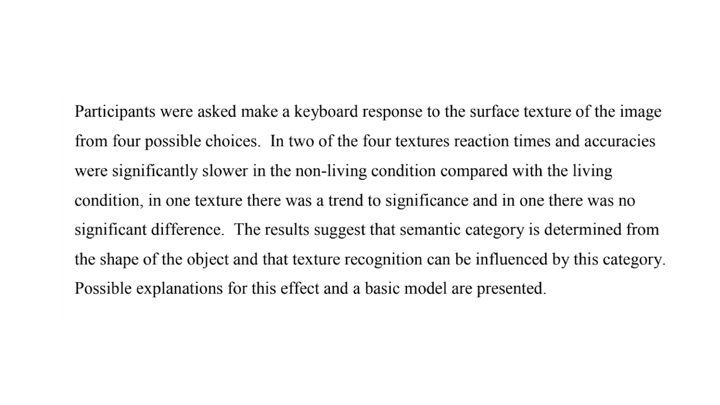 Participants were asked make a keyboard response to the surface texture of the image
from four possible choices.  In two of the four textures reaction times and accuracies
were significantly slower in the non-living condition compared with the living
condition, in one texture there was a trend to significance and in one there was no
significant difference.  The results suggest that semantic category is determined from
the shape of the object and that texture recognition can be influenced by this category.
Possible explanations for this effect and a basic model are presented.